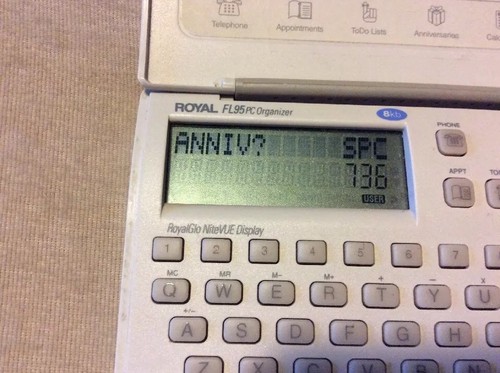 Telephone
Appointments
ToDo Lists
Anniversaries
ROYAL FL95 PC Organizer
8kb
PHONE
ANNIV? SPC
736
USER
APPT
RoyalGlo NiteVUE Display
1 2 3 4 5 6 7
MC MR M- M+ + - X
Q W E R T Y U
+/-
A S D F G H
Z X C V B N